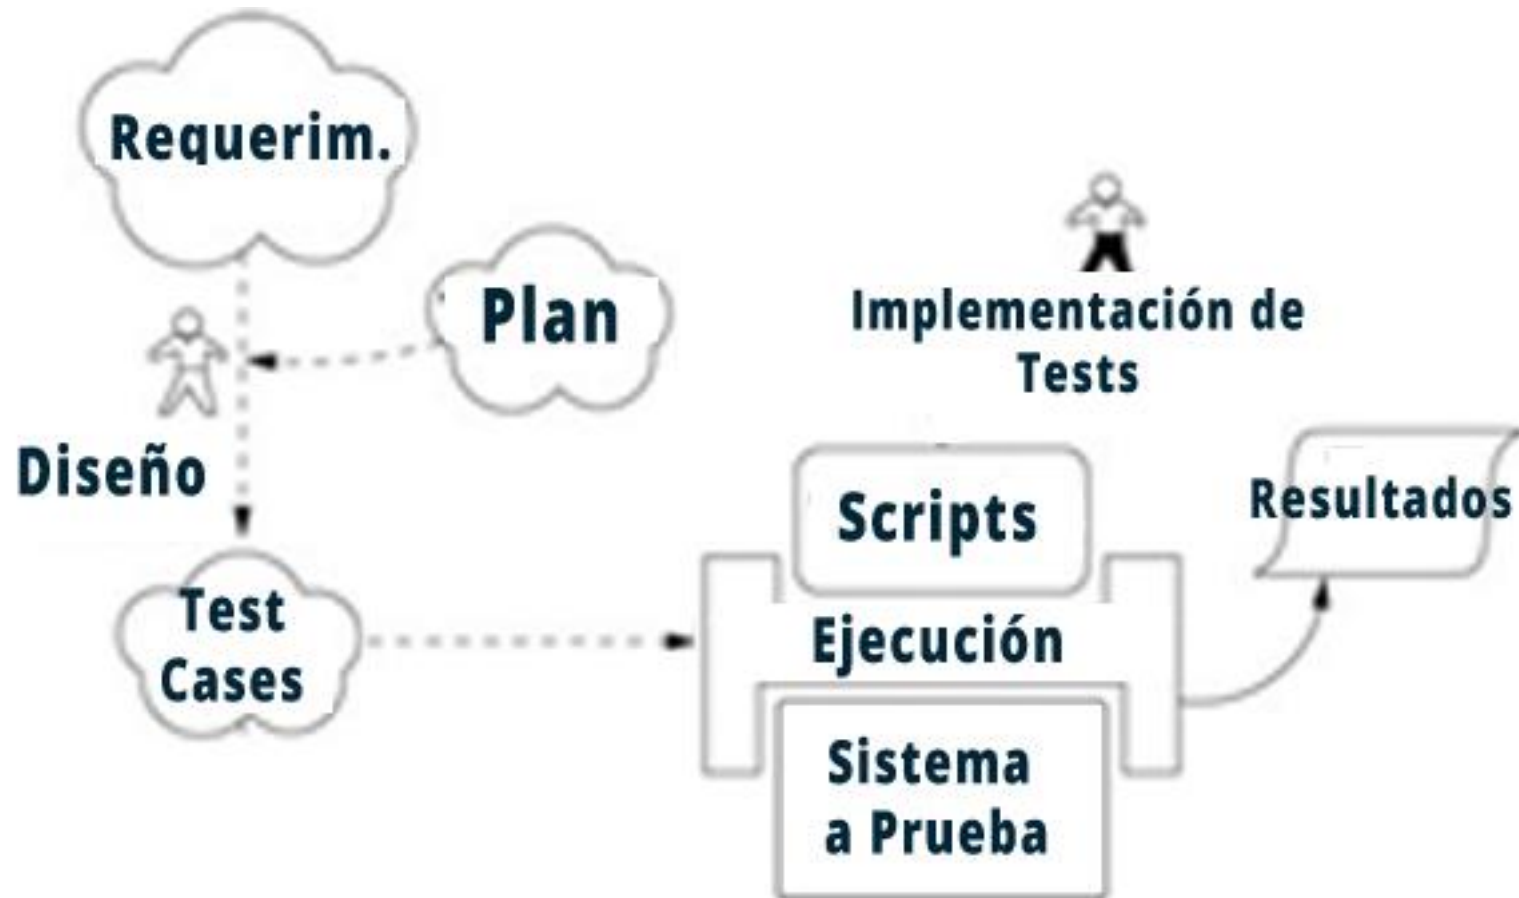 Requerim.
Plan
Implementación de
Tests
Diseño
Scripts
Resultados
Test
Cases
Ejecución
Sistema
a Prueba